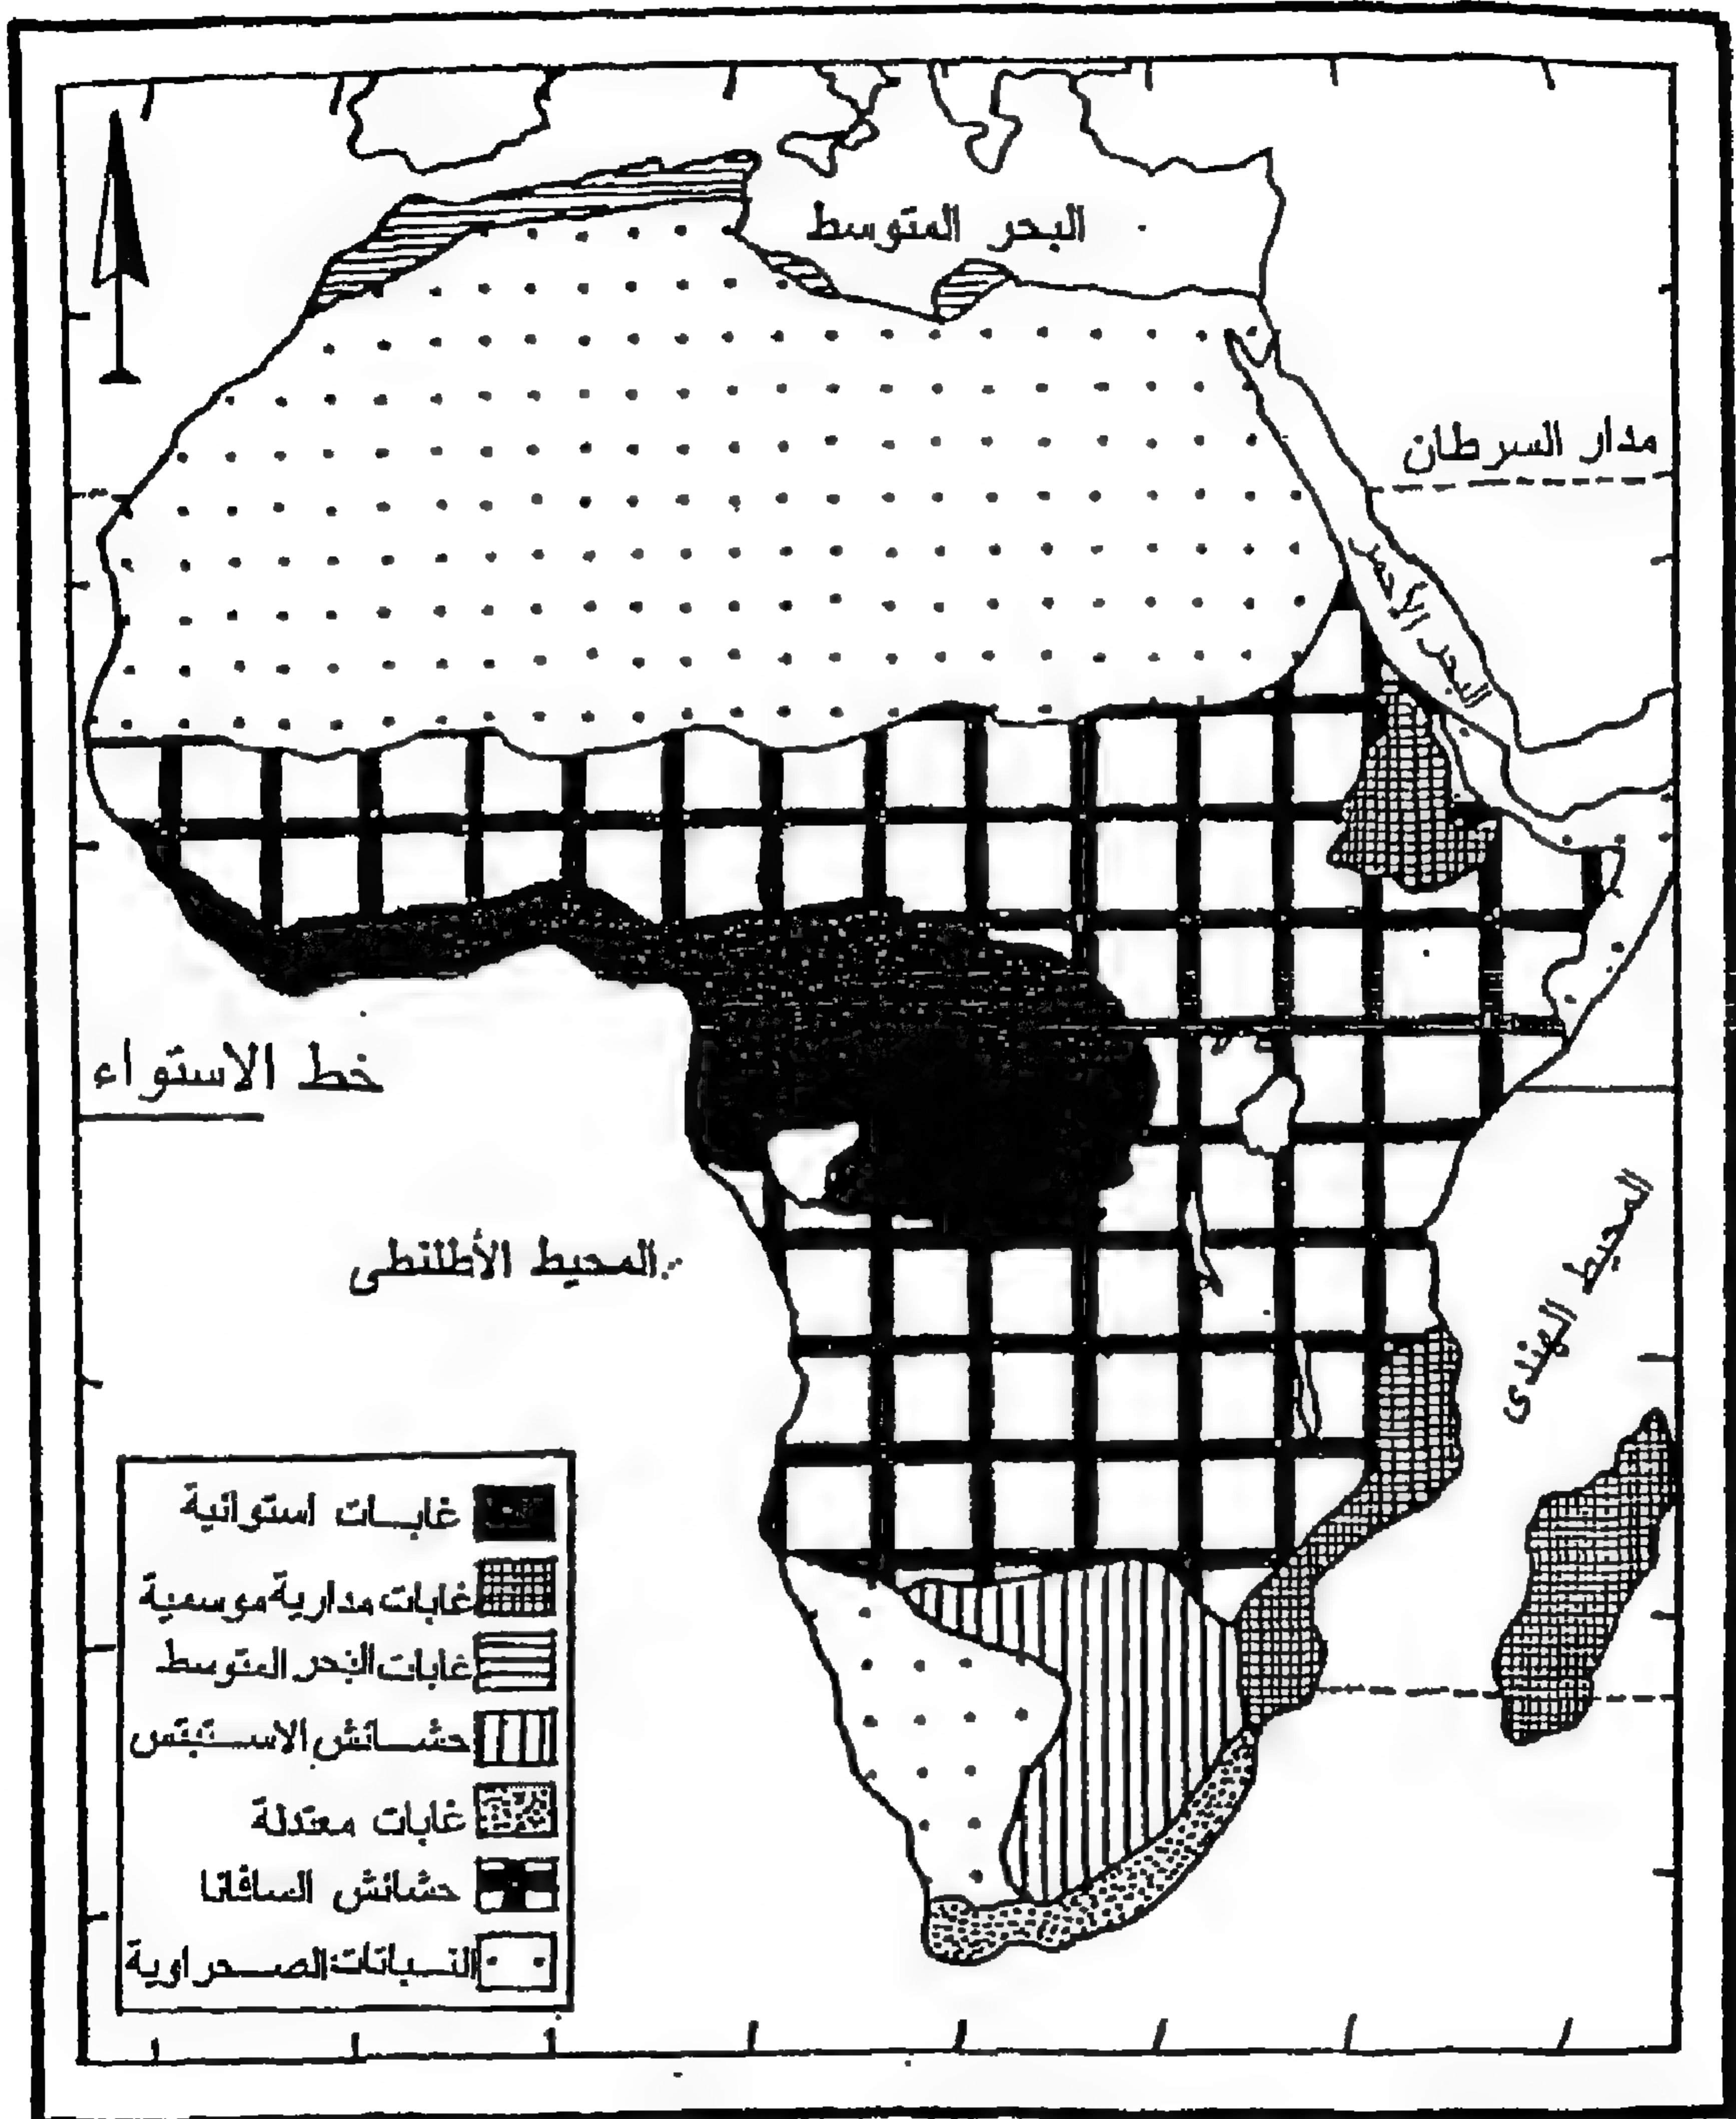 البحر المتوسط
مدار السرطان
البحر الأحمر
خط الاستواء
المحيط الأطلنطى
المحيط الهندى
غابات استوائية
غابات مدارية موسمية
غابات البحر المتوسط
حشائش الاستبس
غابات معتدلة
حشائش السافانا
النباتات الصحراوية